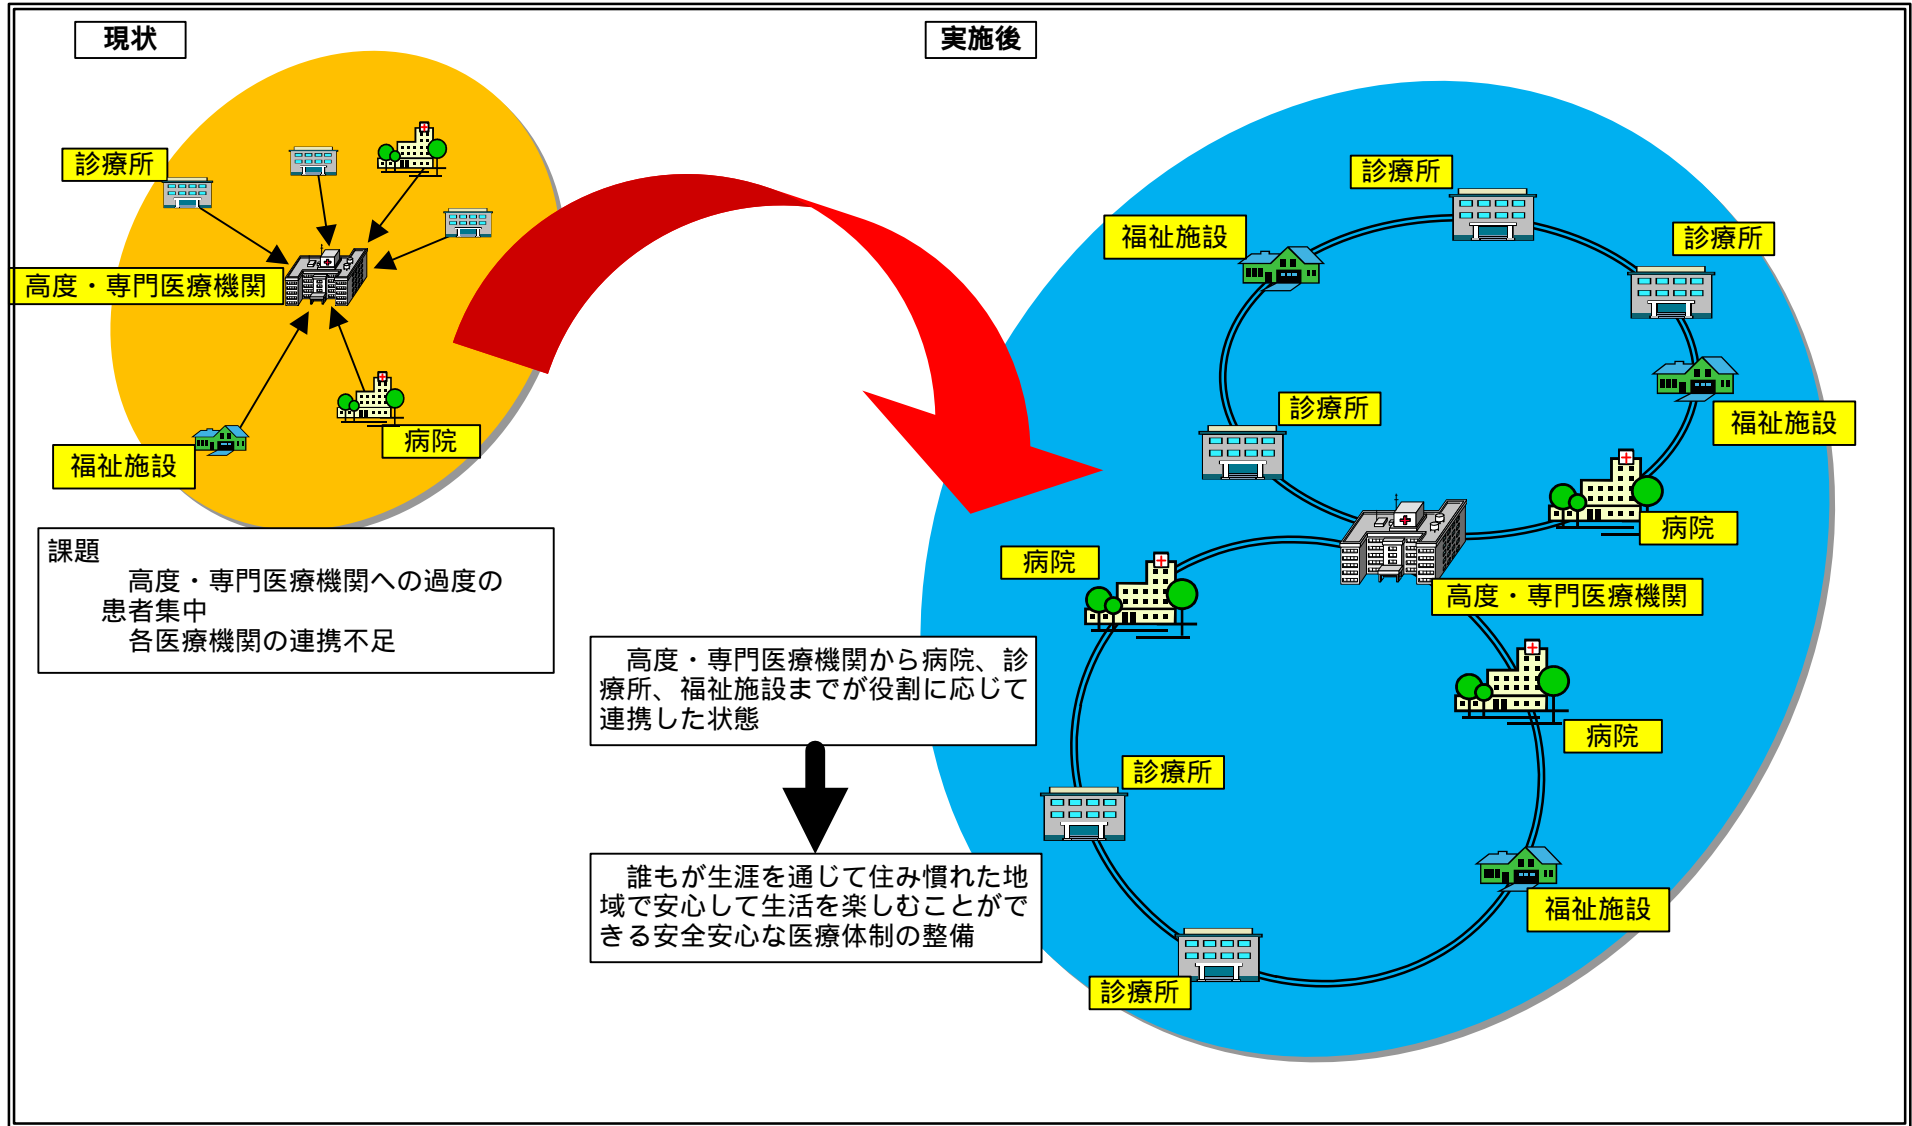 現状
診療所
高度・専門医療機関
福祉施設
病院
課題
高度・専門医療機関への過度の
患者集中
各医療機関の連携不足
実施後
診療所
福祉施設
診療所
診療所
福祉施設
病院
病院
高度・専門医療機関
病院
診療所
福祉施設
診療所
高度・専門医療機関から病院、診
療所、福祉施設までが役割に応じて
連携した状態
誰もが生涯を通じて住み慣れた地
域で安心して生活を楽しむことがで
きる安全安心な医療体制の整備